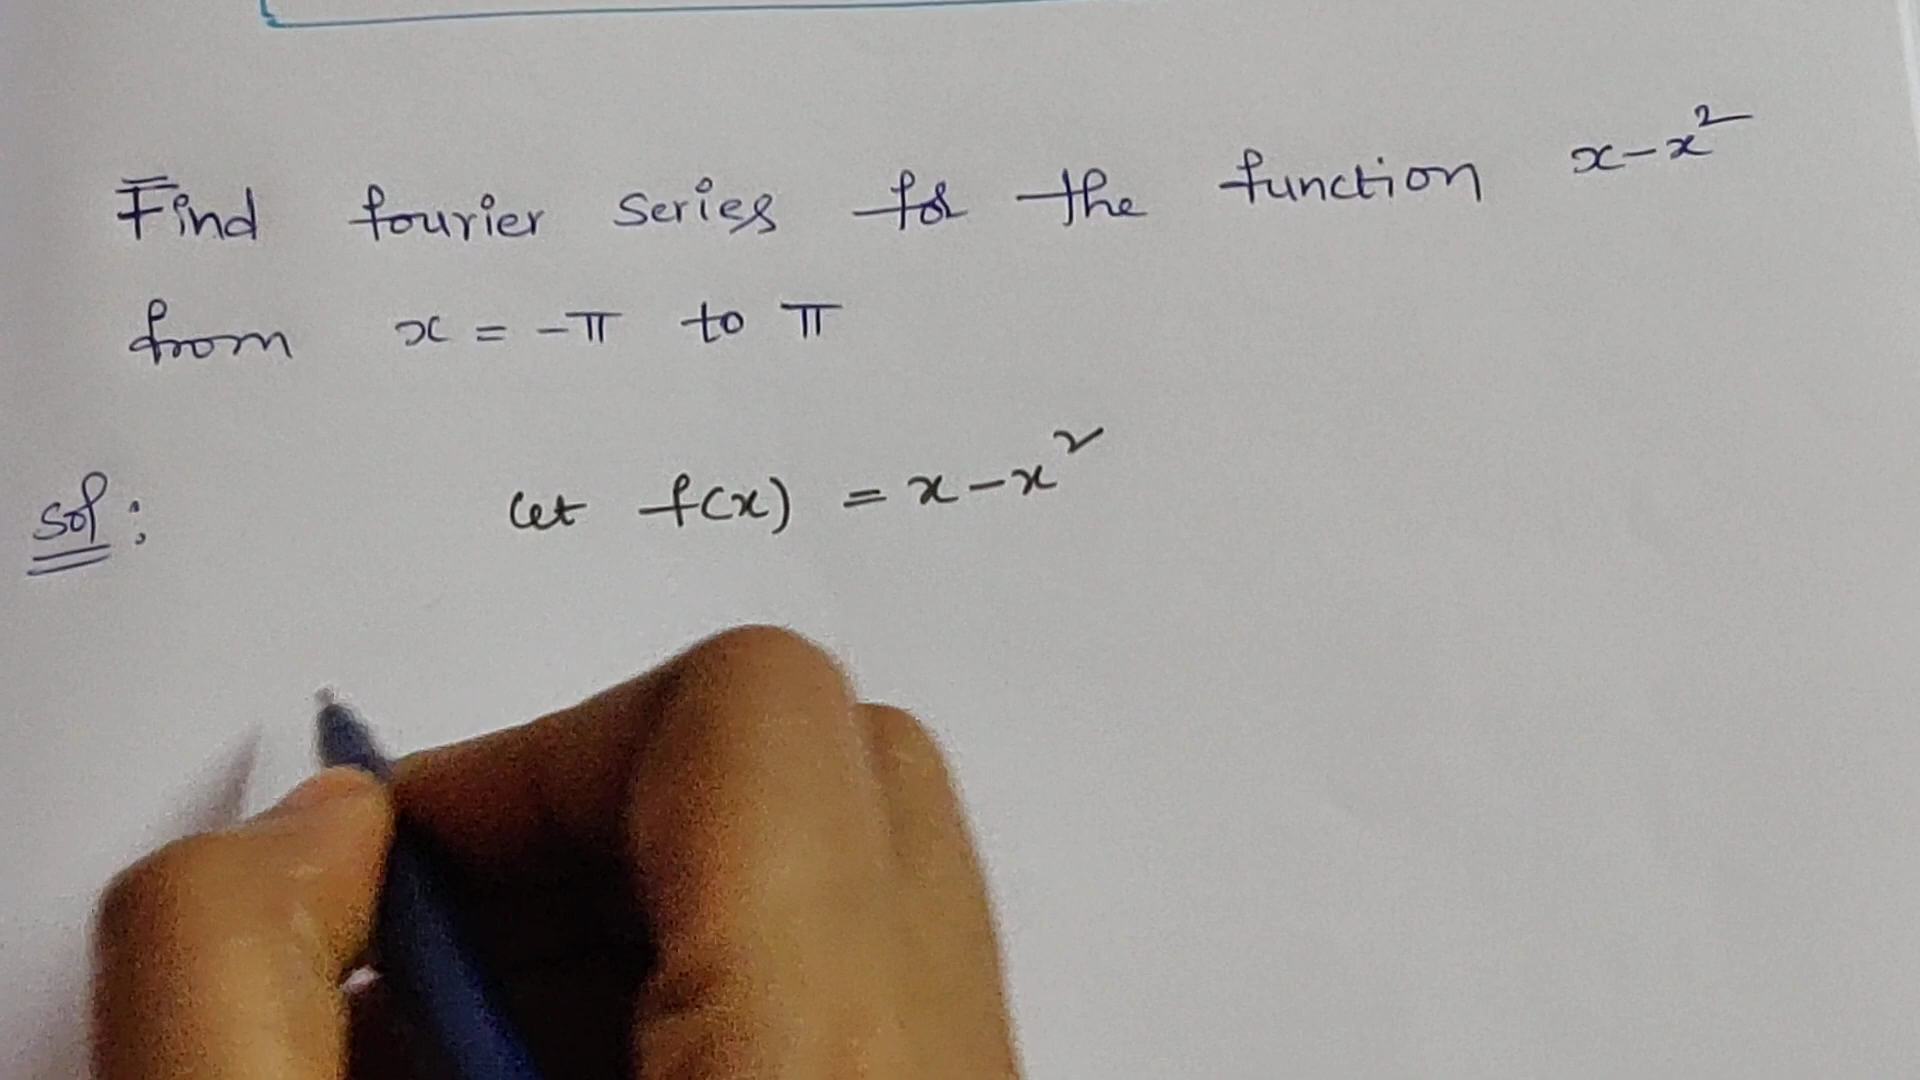 Find fourier series for the function x-x²
from x = -π to π
sol:
let f(x) = x-x²